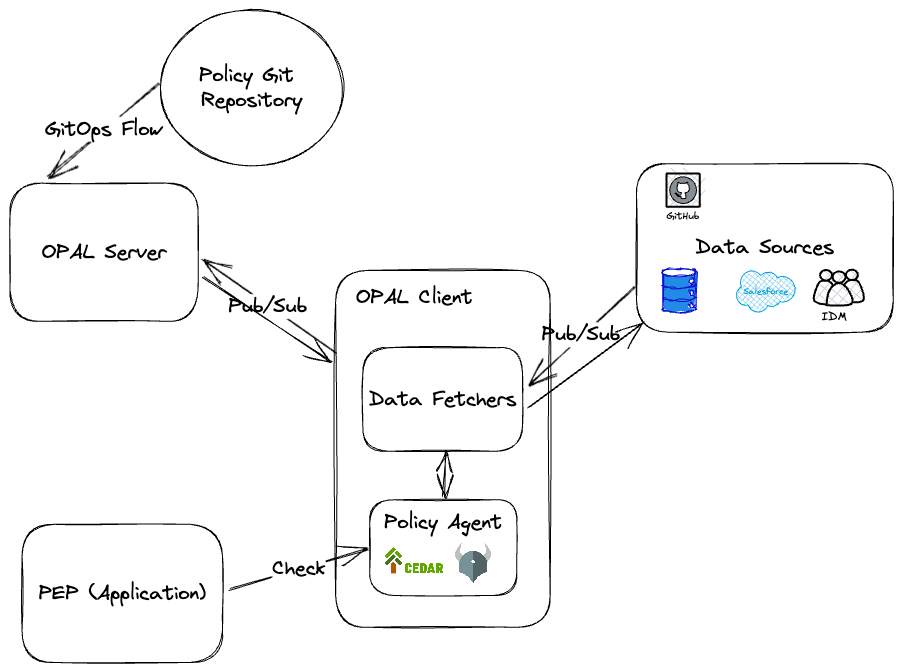 Policy Git
Repository
GitOps Flow
OPAL Server
GitHub
Data Sources
Salesforce
IDM
Pub/Sub
OPAL Client
Pub/Sub
Data Fetchers
Policy Agent
CEDAR
Check
PEP (Application)